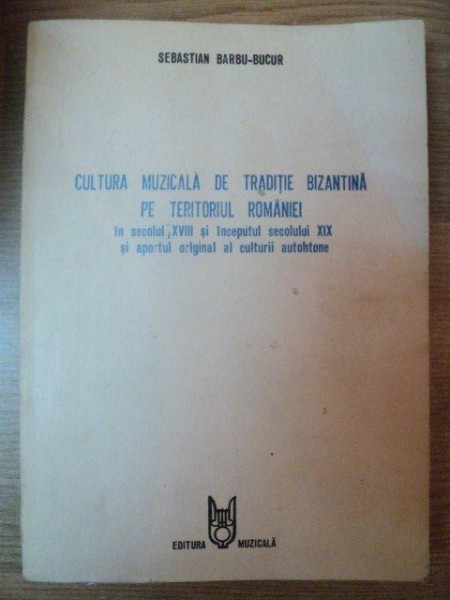 SEBASTIAN BARBU-BUCUR
CULTURA MUZICALĂ DE TRADIȚIE BIZANTINĂ
PE TERITORIUL ROMÂNIEI
în secolul XVIII și începutul secolului XIX
și aportul original al culturii autohtone
EDITURA MUZICALĂ